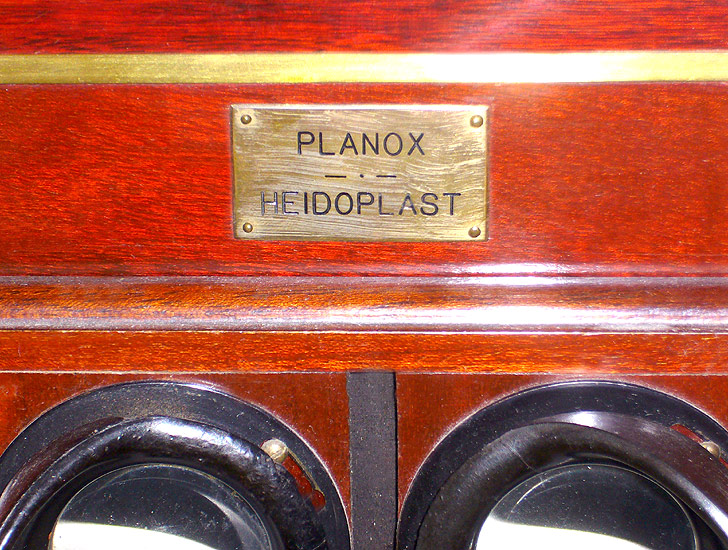 PLANOX
— · —
HEIDOPLAST